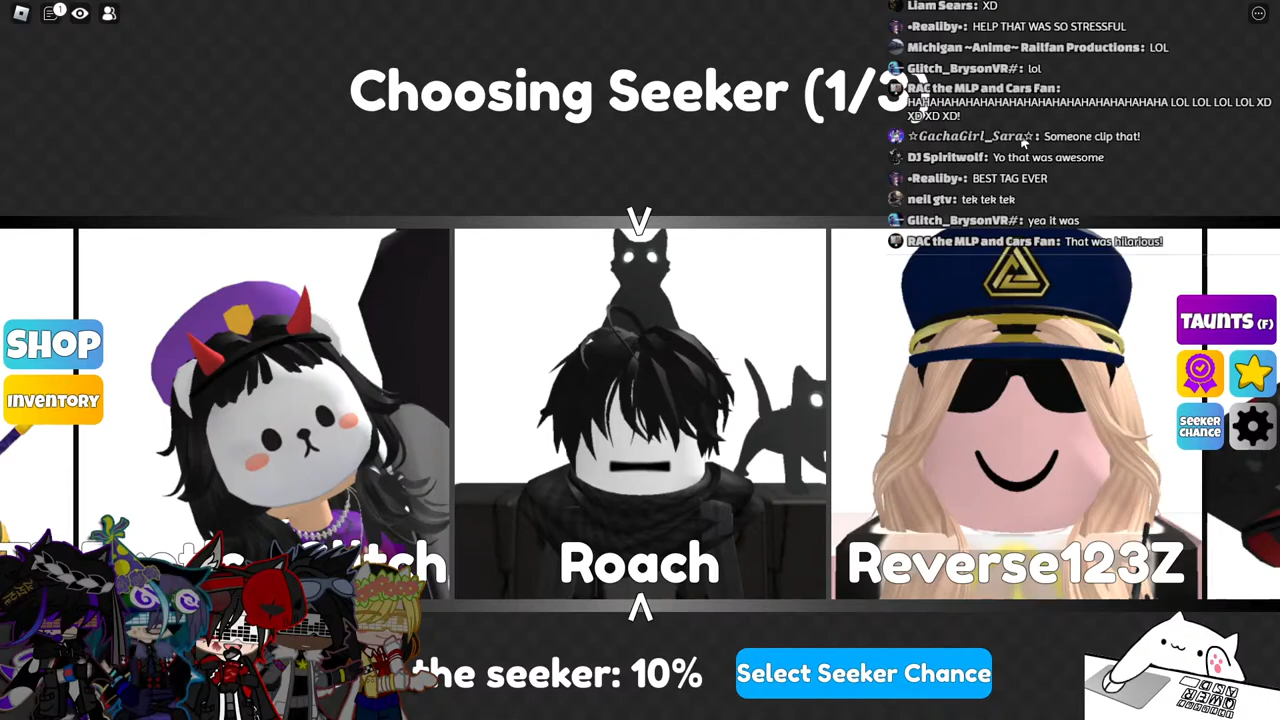 1
Liam Sears: XD
•Realiby•: HELP THAT WAS SO STRESSFUL
Michigan ~Anime~ Railfan Productions: LOL
Glitch_BrysonVR#: lol
RAC the MLP and Cars Fan:
HAHAHAHAHAHAHAHAHAHAHAHAHAHAHAHAHAHA LOL LOL LOL LOL XD
XD XD XD!
☆GachaGirl_Sara☆: Someone clip that!
DJ Spiritwolf: Yo that was awesome
•Realiby•: BEST TAG EVER
neil gtv: tek tek tek
Glitch_BrysonVR#: yea it was
RAC the MLP and Cars Fan: That was hilarious!
Choosing Seeker (1/3)
SHOP
INVENTORY
TAUNTS (F)
SEEKER
CHANCE
Roach
Reverse123Z
the seeker: 10%
Select Seeker Chance